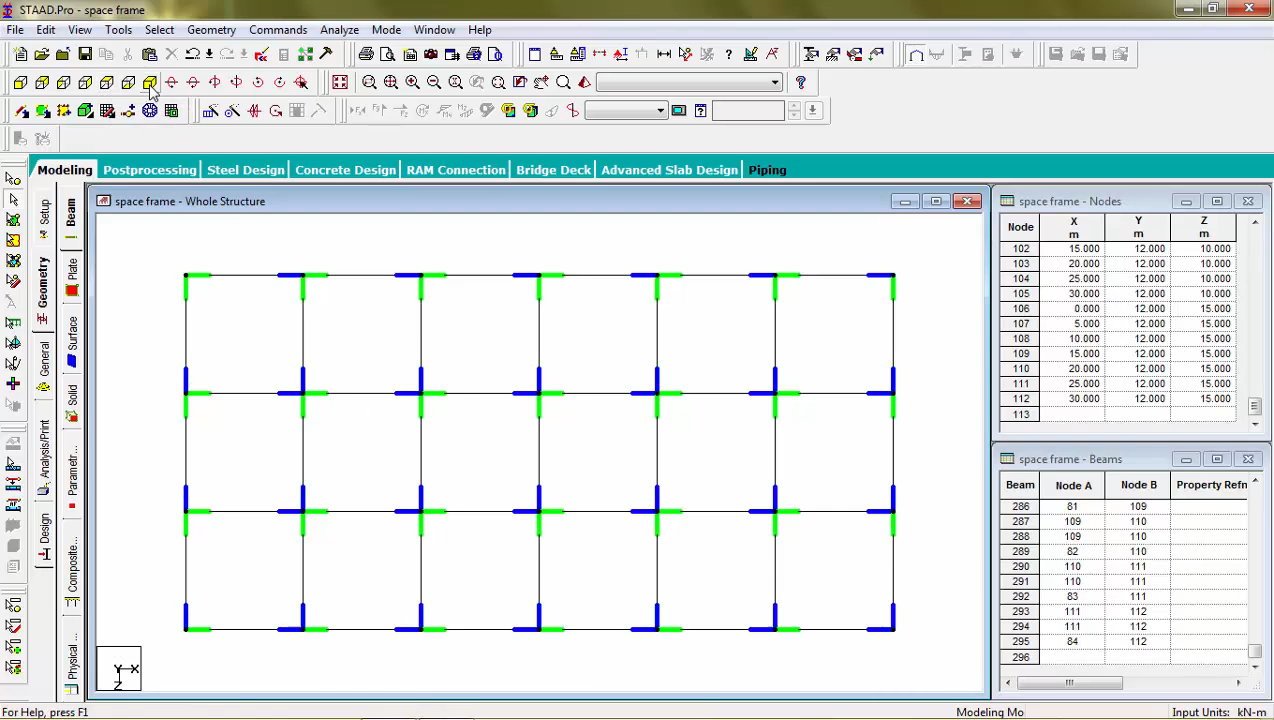 STAAD.Pro - space frame
File Edit View Tools Select Geometry Commands Analyze Mode Window Help
Modeling Postprocessing Steel Design Concrete Design RAM Connection Bridge Deck Advanced Slab Design Piping
Setup
Geometry
General
Analysis/Print
Design
Beam
Plate
Surface
Solid
Parametr...
Composite...
Physical ...
space frame - Whole Structure
Y X
Z
space frame - Nodes
Node X m Y m Z m
102 15.000 12.000 10.000
103 20.000 12.000 10.000
104 25.000 12.000 10.000
105 30.000 12.000 10.000
106 0.000 12.000 15.000
107 5.000 12.000 15.000
108 10.000 12.000 15.000
109 15.000 12.000 15.000
110 20.000 12.000 15.000
111 25.000 12.000 15.000
112 30.000 12.000 15.000
113
space frame - Beams
Beam Node A Node B Property Refn
286 81 109
287 109 110
288 109 110
289 82 110
290 110 111
291 110 111
292 83 111
293 111 112
294 111 112
295 84 112
296
For Help, press F1
Modeling Mo
Input Units: kN-m